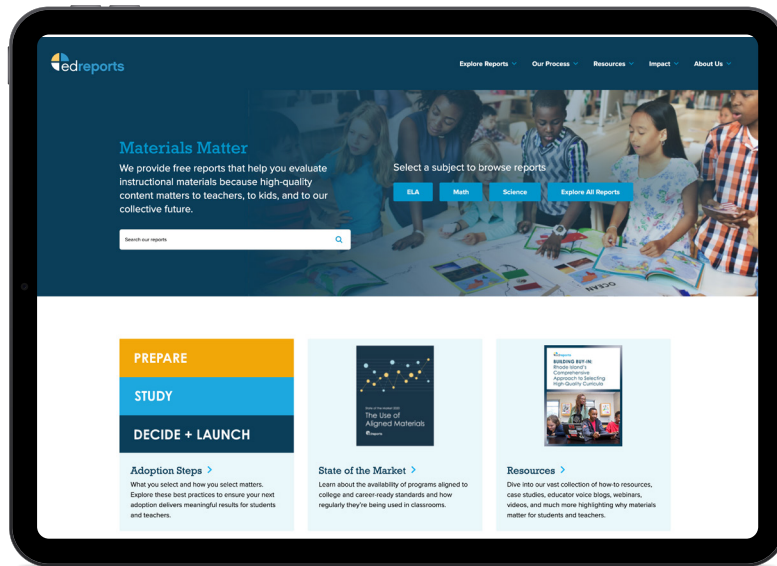 edreports
Explore Reports
Our Process
Resources
Impact
About Us
Materials Matter
We provide free reports that help you evaluate
instructional materials because high-quality
content matters to teachers, to kids, and to our
collective future.
Search our reports
Select a subject to browse reports
ELA
Math
Science
Explore All Reports
OCEAN
PREPARE
STUDY
DECIDE + LAUNCH
Adoption Steps >
What you select and how you select matters.
Explore these best practices to ensure your next
adoption delivers meaningful results for students
and teachers.
The Use of
Aligned Materials
edreports
State of the Market >
Learn about the availability of programs aligned to
college and career-ready standards and how
regularly they're being used in classrooms.
edreports
BUILDING BUY-IN:
Rhode Island's
Comprehensive
Approach to Selecting
High-Quality Curricula
Resources >
Dive into our vast collection of how-to resources,
case studies, educator voice blogs, webinars,
videos, and much more highlighting why materials
matter for students and teachers.